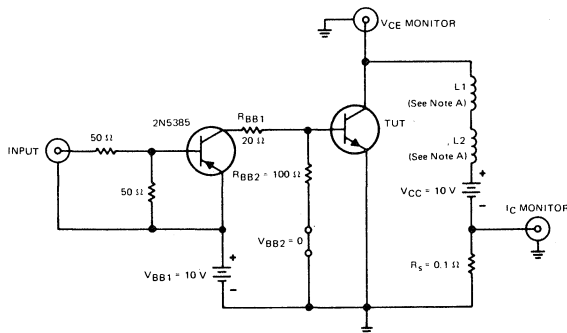 VCE MONITOR
L1
(See Note A)
2N5385
RBB1
20 Ω
TUT
50 Ω
INPUT
L2
(See Note A)
RBB2 = 100 Ω
50 Ω
VCC = 10 V
+
-
IC MONITOR
VBB2 = 0
Rs = 0.1 Ω
+
VBB1 = 10 V
-